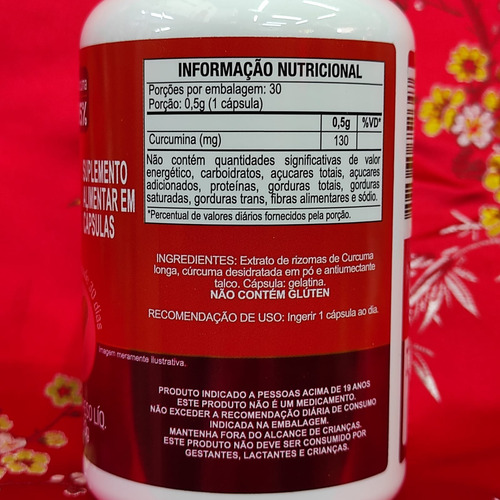 INFORMAÇÃO NUTRICIONAL
Porções por embalagem: 30
Porção: 0,5g (1 cápsula)
0,5g %VD*
Curcumina (mg) 130
Não contém quantidades significativas de valor
energético, carboidratos, açucares totais, açucares
adicionados, proteínas, gorduras totais, gorduras
saturadas, gorduras trans, fibras alimentares e sódio.
*Percentual de valores diários fornecidos pela porção.
SUPLEMENTO
ALIMENTAR EM
CÁPSULAS
30 dias
imagem meramente ilustrativa.
INGREDIENTES: Extrato de rizomas de Curcuma
longa, cúrcuma desidratada em pó e antiumectante
talco. Cápsula: gelatina.
NÃO CONTÉM GLÚTEN
RECOMENDAÇÃO DE USO: Ingerir 1 cápsula ao dia.
PRODUTO INDICADO A PESSOAS ACIMA DE 19 ANOS
ESTE PRODUTO NÃO É UM MEDICAMENTO.
NÃO EXCEDER A RECOMENDAÇÃO DIÁRIA DE CONSUMO
INDICADA NA EMBALAGEM.
MANTENHA FORA DO ALCANCE DE CRIANÇAS.
ESTE PRODUTO NÃO DEVE SER CONSUMIDO POR
GESTANTES, LACTANTES E CRIANÇAS.